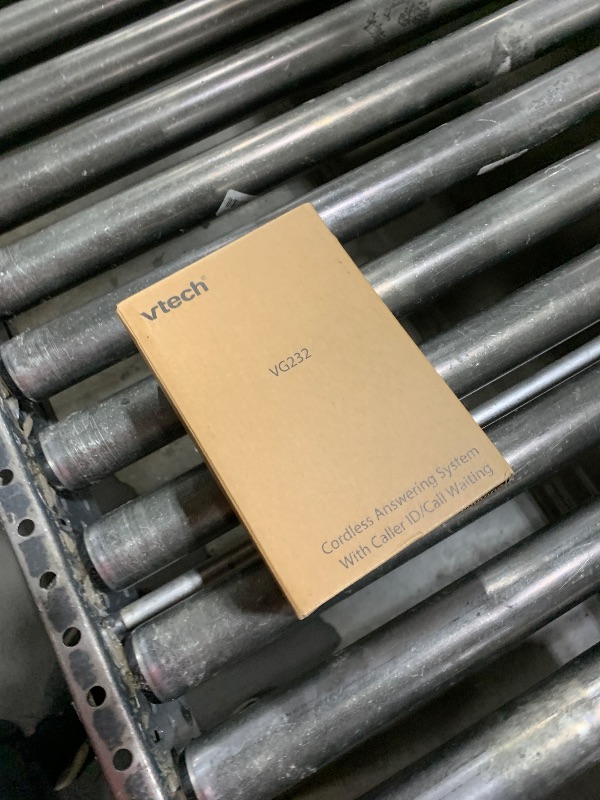 vtech®
VG232
Cordless Answering System
With Caller ID/Call Waiting